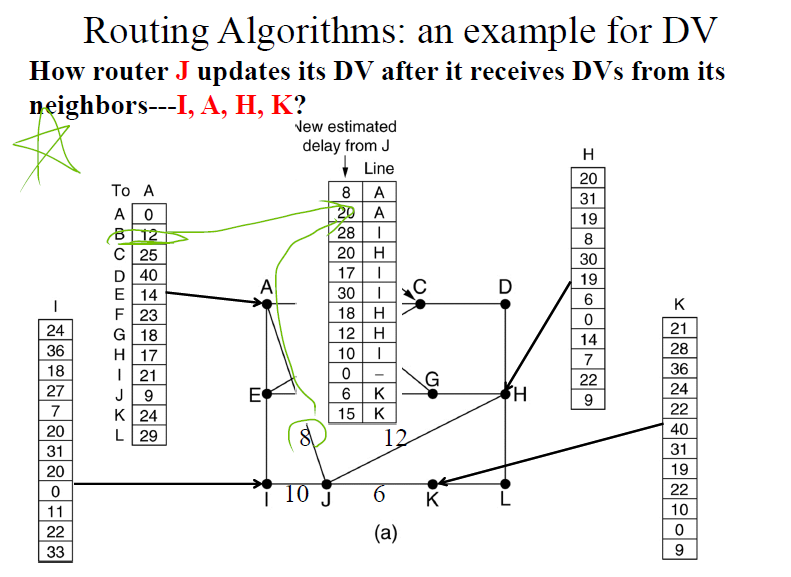 Routing Algorithms: an example for DV
How router J updates its DV after it receives DVs from its
neighbors---I, A, H, K?
New estimated
delay from J
Line
8 A
20 A
28 I
20 H
17 I
30 I
18 H
12 H
10 I
0 −
6 K
15 K
To A
A 0
B 12
C 25
D 40
E 14
F 23
G 18
H 17
I 21
J 9
K 24
L 29
I
24
36
18
27
7
20
31
20
0
11
22
33
H
20
31
19
8
30
19
6
0
14
7
22
9
K
21
28
36
24
22
40
31
19
22
10
0
9
A
C
D
E
G
H
8
12
I
10
J
6
K
L
(a)